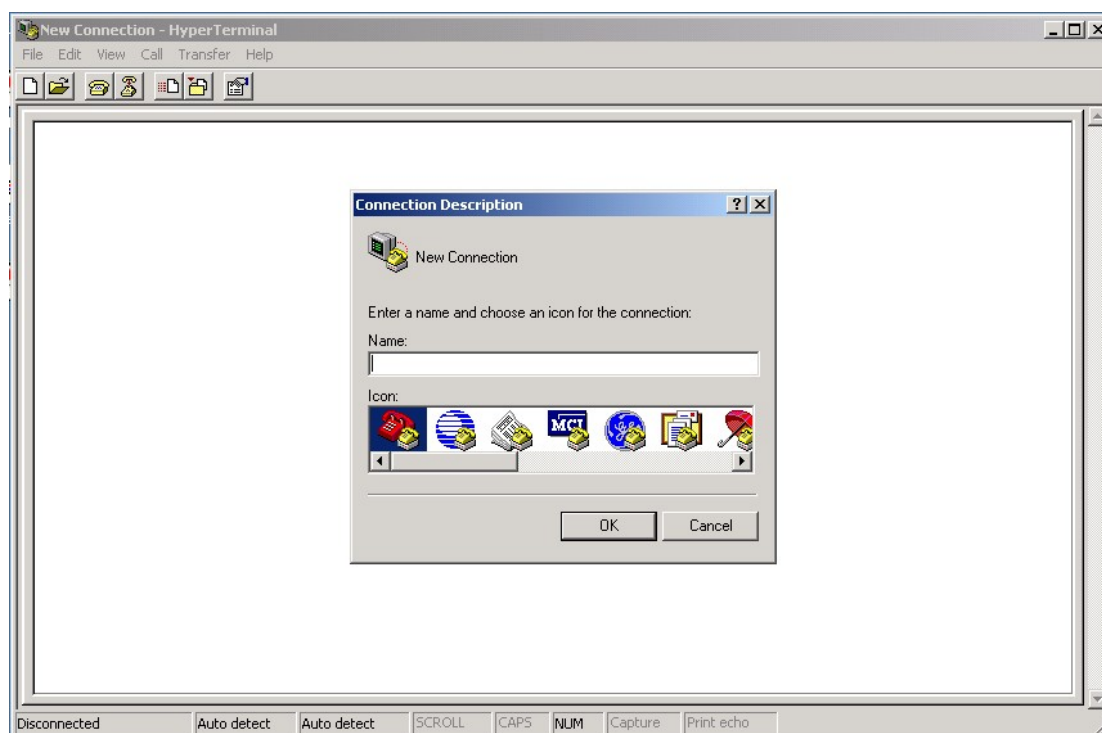 New Connection - HyperTerminal
File Edit View Call Transfer Help
Connection Description
New Connection
Enter a name and choose an icon for the connection:
Name:
Icon:
MCI
OK Cancel
Disconnected Auto detect Auto detect SCROLL CAPS NUM Capture Print echo